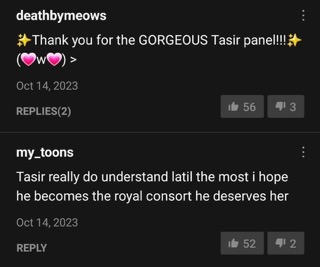 deathbymeows
✨Thank you for the GORGEOUS Tasir panel!!!✨
(💗w💗) >
Oct 14, 2023
REPLIES(2)
56
3
my_toons
Tasir really do understand latil the most i hope
he becomes the royal consort he deserves her
Oct 14, 2023
REPLY
52
2